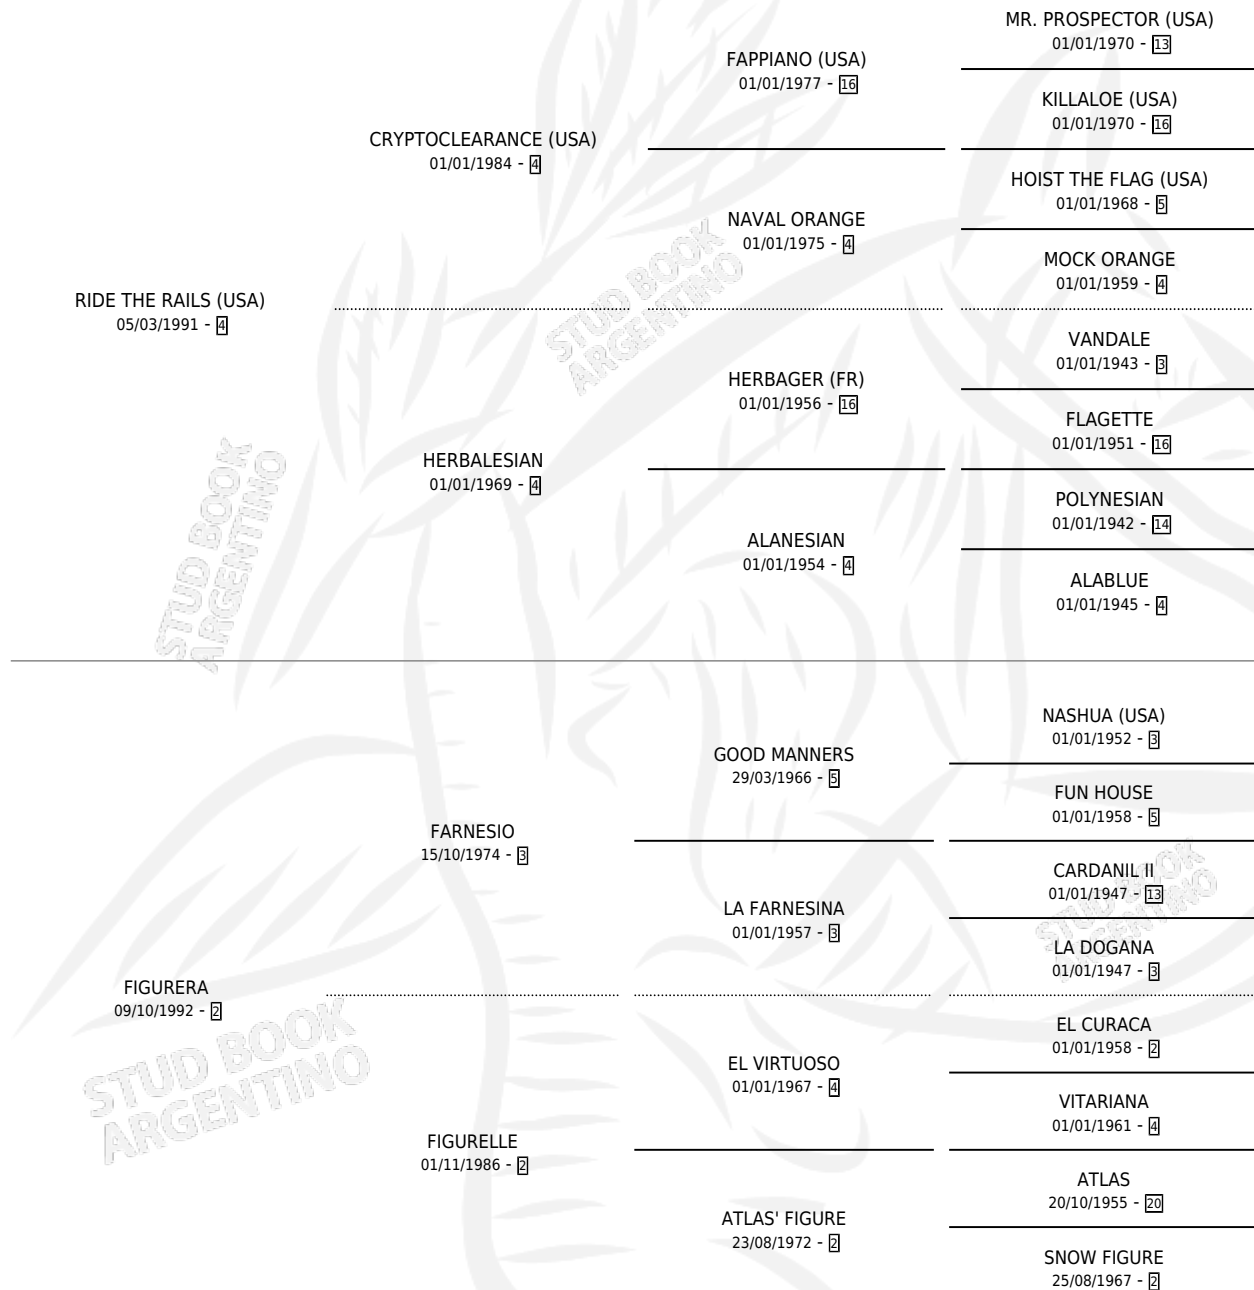 MR. PROSPECTOR (USA)
01/01/1970 - 13
FAPPIANO (USA)
01/01/1977 - 16
KILLALOE (USA)
01/01/1970 - 16
CRYPTOCLEARANCE (USA)
01/01/1984 - 4
HOIST THE FLAG (USA)
01/01/1968 - 5
NAVAL ORANGE
01/01/1975 - 4
MOCK ORANGE
01/01/1959 - 4
RIDE THE RAILS (USA)
05/03/1991 - 4
VANDALE
01/01/1943 - 3
HERBAGER (FR)
01/01/1956 - 16
FLAGETTE
01/01/1951 - 16
HERBALESIAN
01/01/1969 - 4
POLYNESIAN
01/01/1942 - 14
ALANESIAN
01/01/1954 - 4
ALABLUE
01/01/1945 - 4
NASHUA (USA)
01/01/1952 - 3
GOOD MANNERS
29/03/1966 - 5
FUN HOUSE
01/01/1958 - 5
FARNESIO
15/10/1974 - 3
CARDANIL II
01/01/1947 - 13
LA FARNESINA
01/01/1957 - 3
LA DOGANA
01/01/1947 - 3
FIGURERA
09/10/1992 - 2
EL CURACA
01/01/1958 - 2
EL VIRTUOSO
01/01/1967 - 4
VITARIANA
01/01/1961 - 4
FIGURELLE
01/11/1986 - 2
ATLAS
20/10/1955 - 20
ATLAS' FIGURE
23/08/1972 - 2
SNOW FIGURE
25/08/1967 - 2
STUD BOOK
ARGENTINO
STUD BOOK
ARGENTINO
STUD BOOK
ARGENTINO
STUD BOOK
ARGENTINO